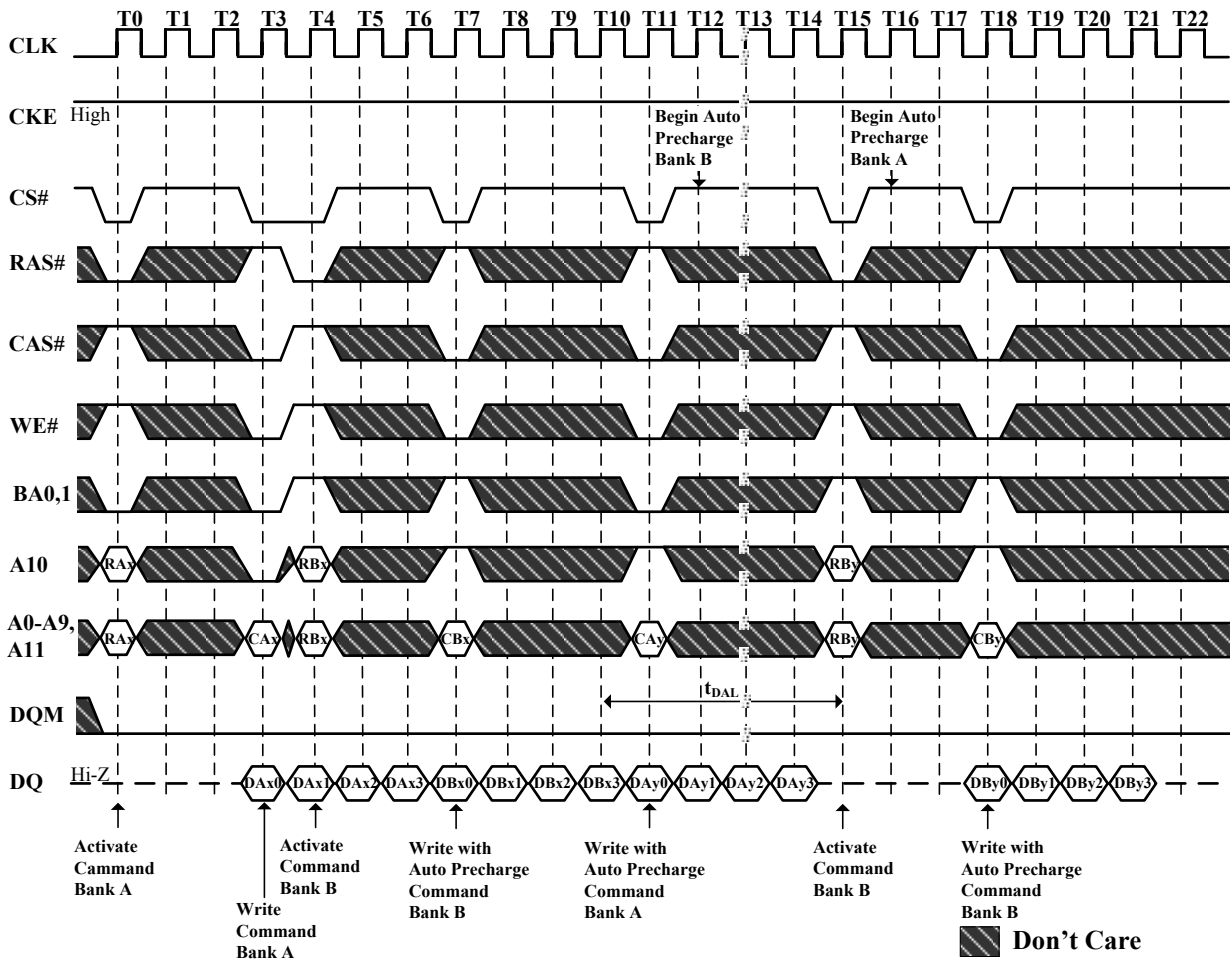 T0 T1 T2 T3 T4 T5 T6 T7 T8 T9 T10 T11 T12 T13 T14 T15 T16 T17 T18 T19 T20 T21 T22
CLK
CKE High
Begin Auto
Precharge
Bank B
Begin Auto
Precharge
Bank A
CS#
RAS#
CAS#
WE#
BA0,1
A10 RAx RBx RBy
A0-A9,
A11
RAx CAx RBx CBx CAy RBy CBy
tDAL
DQM
DQ Hi-Z DAx0 DAx1 DAx2 DAx3 DBx0 DBx1 DBx2 DBx3 DAy0 DAy1 DAy2 DAy3 DBy0 DBy1 DBy2 DBy3
Activate
Cammand
Bank A
Write
Command
Bank A
Activate
Command
Bank B
Write with
Auto Precharge
Command
Bank B
Write with
Auto Precharge
Command
Bank A
Activate
Command
Bank B
Write with
Auto Precharge
Command
Bank B
Don't Care